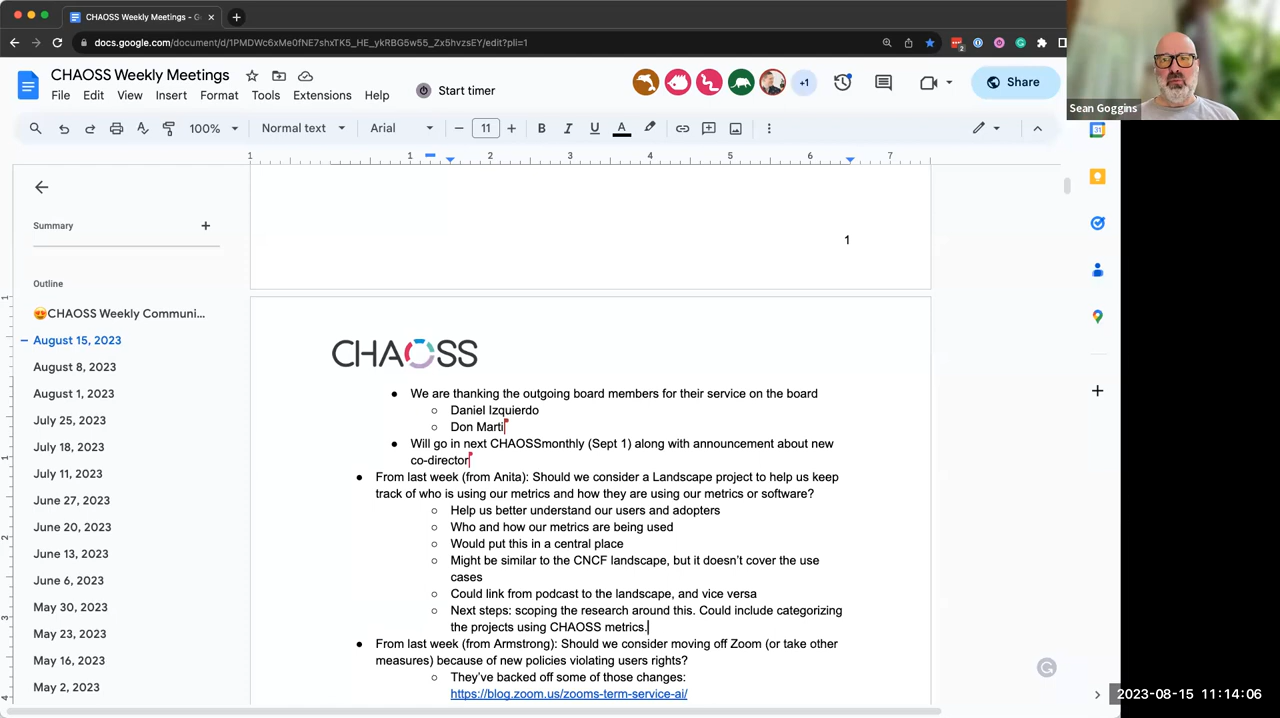 CHAOSS Weekly Meetings - G
docs.google.com/document/d/1PMDWc6xMe0fNE7shxTK5_HE_ykRBG6w55_Zx5hvzsEY/edit?pli=1
CHAOSS Weekly Meetings
File Edit View Insert Format Tools Extensions Help
Start timer
+1
Share
Sean Goggins
100% Normal text Arial 11 B I U A
1 1 2 3 4 5 6 7
Summary
Outline
😍CHAOSS Weekly Communi...
August 15, 2023
August 8, 2023
August 1, 2023
July 25, 2023
July 18, 2023
July 11, 2023
June 27, 2023
June 20, 2023
June 13, 2023
June 6, 2023
May 30, 2023
May 23, 2023
May 16, 2023
May 2, 2023
1
CHAOSS
● We are thanking the outgoing board members for their service on the board
○ Daniel Izquierdo
○ Don Marti
● Will go in next CHAOSSmonthly (Sept 1) along with announcement about new
co-director
● From last week (from Anita): Should we consider a Landscape project to help us keep
track of who is using our metrics and how they are using our metrics or software?
○ Help us better understand our users and adopters
○ Who and how our metrics are being used
○ Would put this in a central place
○ Might be similar to the CNCF landscape, but it doesn't cover the use
cases
○ Could link from podcast to the landscape, and vice versa
○ Next steps: scoping the research around this. Could include categorizing
the projects using CHAOSS metrics.
● From last week (from Armstrong): Should we consider moving off Zoom (or take other
measures) because of new policies violating users rights?
○ They've backed off some of those changes:
https://blog.zoom.us/zooms-term-service-ai/
2023-08-15 11:14:06